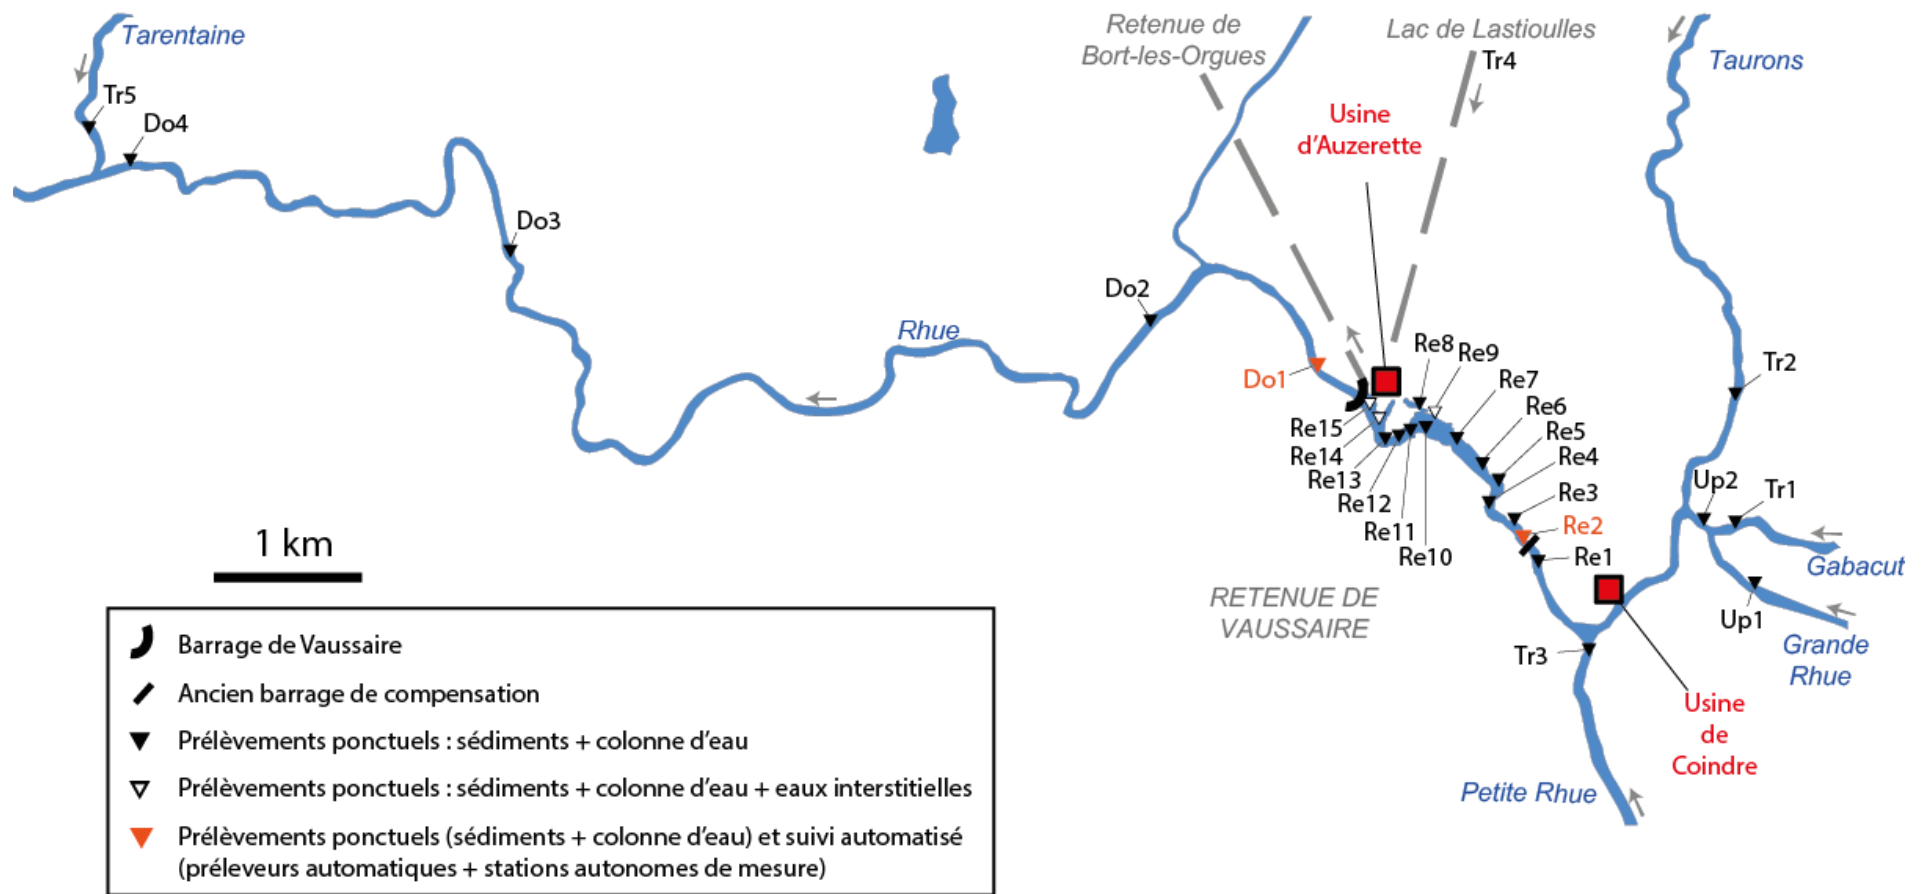 Tarentaine
Tr5
Do4
Do3
Rhue
Retenue de
Bort-les-Orgues
Lac de Lastioulles
Tr4
Usine
d'Auzerette
Taurons
Do2
Do1
Re8
Re9
Re7
Re6
Re5
Re4
Re3
Re2
Re1
Re15
Re14
Re13
Re12
Re11
Re10
Tr2
Up2
Tr1
Gabacut
Up1
Grande
Rhue
Tr3
Usine
de
Coindre
Petite Rhue
RETENUE DE
VAUSSAIRE
1 km
Barrage de Vaussaire
Ancien barrage de compensation
Prélèvements ponctuels : sédiments + colonne d'eau
Prélèvements ponctuels : sédiments + colonne d'eau + eaux interstitielles
Prélèvements ponctuels (sédiments + colonne d'eau) et suivi automatisé
(préleveurs automatiques + stations autonomes de mesure)